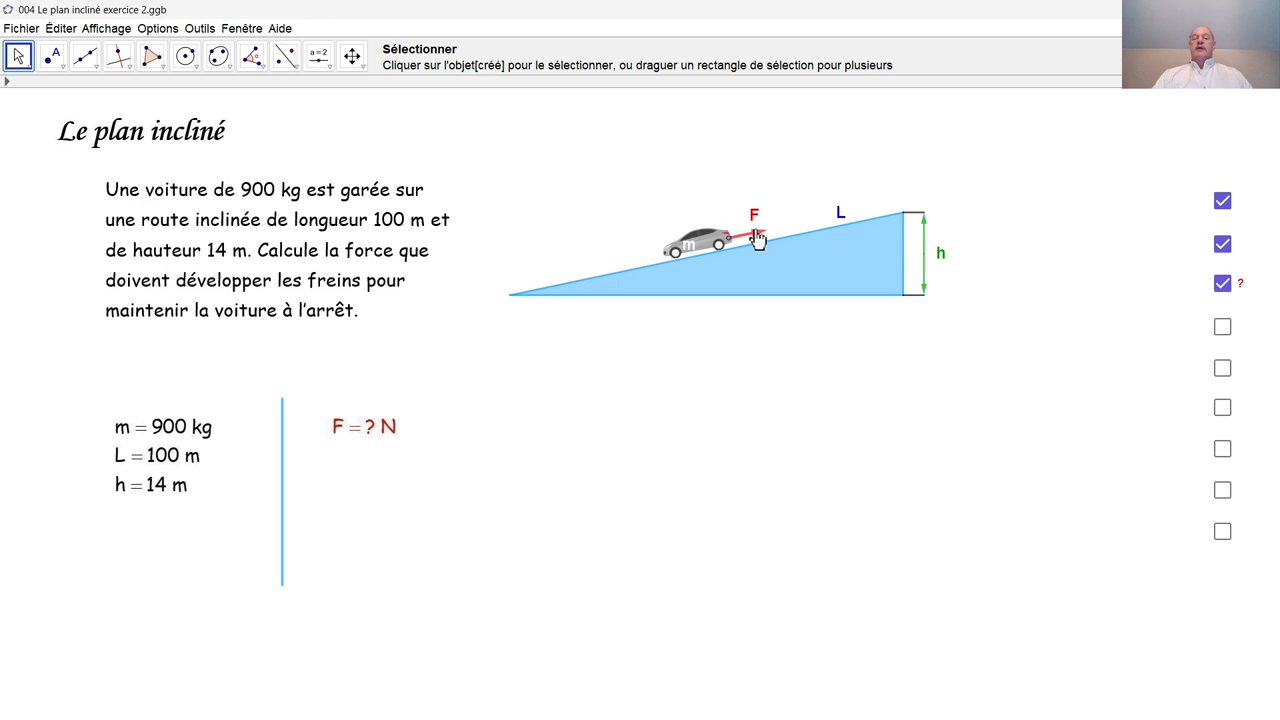 004 Le plan incliné exercice 2.ggb
Fichier Éditer Affichage Options Outils Fenêtre Aide
A
a=2
Sélectionner
Cliquer sur l'objet[créé] pour le sélectionner, ou draguer un rectangle de sélection pour plusieurs
Le plan incliné
Une voiture de 900 kg est garée sur
une route inclinée de longueur 100 m et
de hauteur 14 m. Calcule la force que
doivent développer les freins pour
maintenir la voiture à l'arrêt.
F
L
m
h
?
m = 900 kg
L = 100 m
h = 14 m
F = ? N